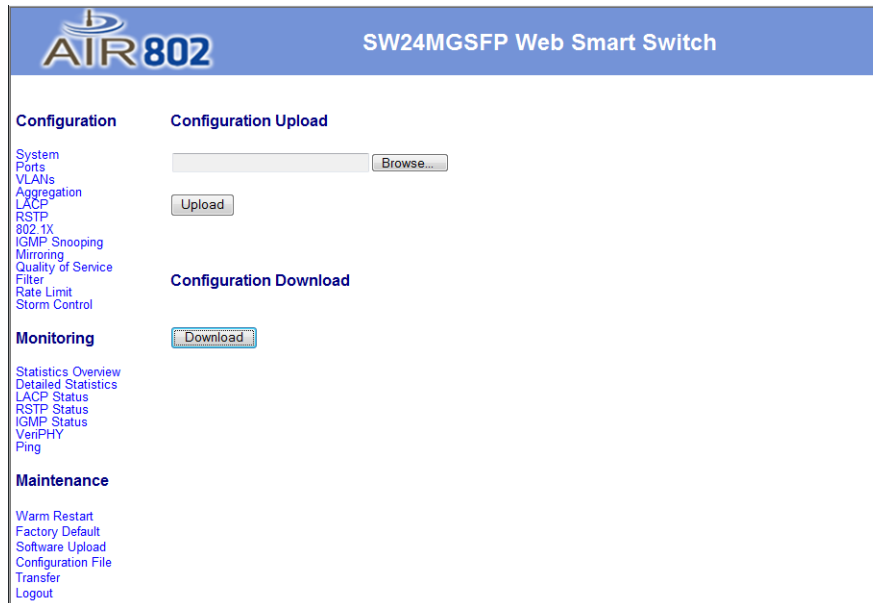 AIR802
SW24MGSFP Web Smart Switch
Configuration
System
Ports
VLANs
Aggregation
LACP
RSTP
802.1X
IGMP Snooping
Mirroring
Quality of Service
Filter
Rate Limit
Storm Control
Monitoring
Statistics Overview
Detailed Statistics
LACP Status
RSTP Status
IGMP Status
VeriPHY
Ping
Maintenance
Warm Restart
Factory Default
Software Upload
Configuration File
Transfer
Logout
Configuration Upload
Browse...
Upload
Configuration Download
Download